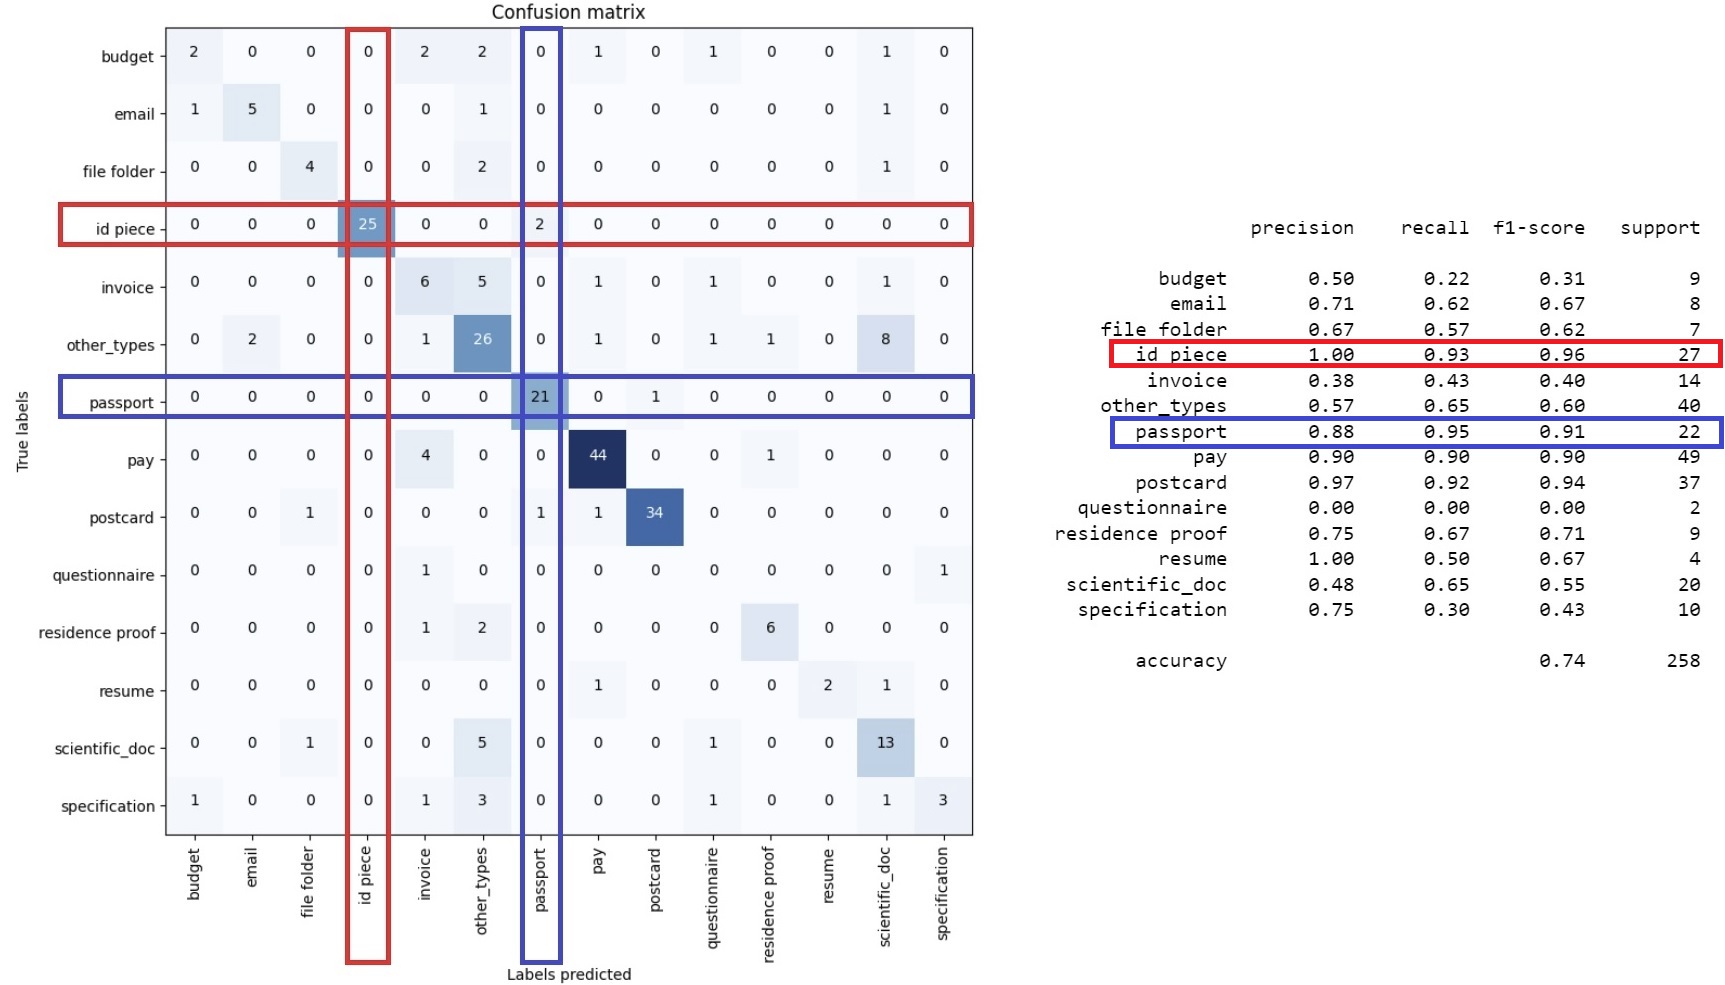 Confusion matrix
True labels
budget 2 0 0 0 2 2 0 1 0 1 0 0 1 0
email 1 5 0 0 0 1 0 0 0 0 0 0 1 0
file folder 0 0 4 0 0 2 0 0 0 0 0 0 1 0
id piece 0 0 0 25 0 0 2 0 0 0 0 0 0 0
invoice 0 0 0 0 6 5 0 1 0 1 0 0 1 0
other_types 0 2 0 0 1 26 0 1 0 1 1 0 8 0
passport 0 0 0 0 0 0 21 0 1 0 0 0 0 0
pay 0 0 0 0 4 0 0 44 0 0 1 0 0 0
postcard 0 0 1 0 0 0 1 1 34 0 0 0 0 0
questionnaire 0 0 0 0 1 0 0 0 0 0 0 0 0 1
residence proof 0 0 0 0 1 2 0 0 0 0 6 0 0 0
resume 0 0 0 0 0 0 0 1 0 0 0 2 1 0
scientific_doc 0 0 1 0 0 5 0 0 0 1 0 0 13 0
specification 1 0 0 0 1 3 0 0 0 1 0 0 1 3
budget email file folder id piece invoice other_types passport pay postcard questionnaire residence proof resume scientific_doc specification
Labels predicted
precision recall f1-score support
budget 0.50 0.22 0.31 9
email 0.71 0.62 0.67 8
file folder 0.67 0.57 0.62 7
id piece 1.00 0.93 0.96 27
invoice 0.38 0.43 0.40 14
other_types 0.57 0.65 0.60 40
passport 0.88 0.95 0.91 22
pay 0.90 0.90 0.90 49
postcard 0.97 0.92 0.94 37
questionnaire 0.00 0.00 0.00 2
residence proof 0.75 0.67 0.71 9
resume 1.00 0.50 0.67 4
scientific_doc 0.48 0.65 0.55 20
specification 0.75 0.30 0.43 10
accuracy 0.74 258